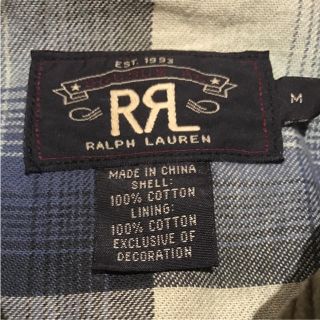 EST. 1993
RRL
RALPH LAUREN
M
MADE IN CHINA
SHELL:
100% COTTON
LINING:
100% COTTON
EXCLUSIVE OF
DECORATION